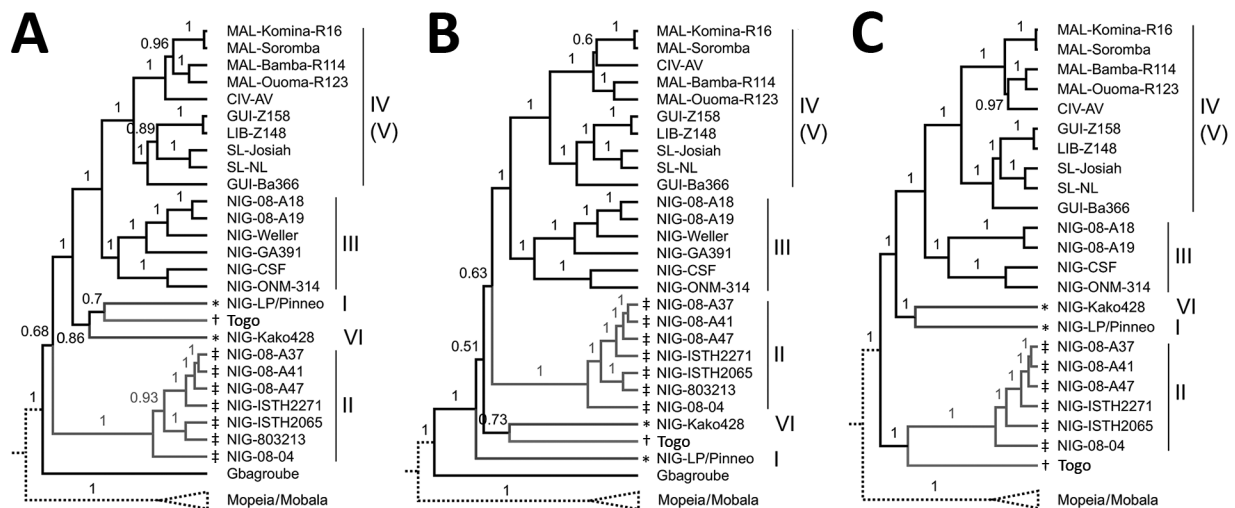 A
1
MAL-Komina-R16
0.96
MAL-Soromba
1
1
MAL-Bamba-R114
MAL-Ouoma-R123
1
CIV-AV
IV
(V)
0.89
1
GUI-Z158
LIB-Z148
1
1
SL-Josiah
SL-NL
GUI-Ba366
1
1
1
NIG-08-A18
NIG-08-A19
1
NIG-Weller
III
1
NIG-GA391
1
NIG-CSF
NIG-ONM-314
1
0.7
* NIG-LP/Pinneo
I
† Togo
0.68
0.86
* NIG-Kako428
VI
1
‡ NIG-08-A37
1
‡ NIG-08-A41
1
‡ NIG-08-A47
0.93
‡ NIG-ISTH2271
II
1
1
‡ NIG-ISTH2065
‡ NIG-803213
‡ NIG-08-04
1
Gbagroube
1
Mopeia/Mobala
B
1
MAL-Komina-R16
0.6
MAL-Soromba
CIV-AV
1
1
MAL-Bamba-R114
MAL-Ouoma-R123
IV
(V)
1
1
GUI-Z158
LIB-Z148
1
1
1
SL-Josiah
SL-NL
GUI-Ba366
1
1
1
NIG-08-A18
NIG-08-A19
1
NIG-Weller
III
1
NIG-GA391
1
NIG-CSF
NIG-ONM-314
0.63
1
‡ NIG-08-A37
1
‡ NIG-08-A41
1
‡ NIG-08-A47
II
0.51
1
1
‡ NIG-ISTH2271
1
‡ NIG-ISTH2065
‡ NIG-803213
‡ NIG-08-04
0.73
* NIG-Kako428
VI
1
† Togo
1
* NIG-LP/Pinneo
I
Gbagroube
1
Mopeia/Mobala
C
1
MAL-Komina-R16
MAL-Soromba
1
1
MAL-Bamba-R114
MAL-Ouoma-R123
0.97
CIV-AV
IV
(V)
1
1
GUI-Z158
LIB-Z148
1
1
1
SL-Josiah
SL-NL
GUI-Ba366
1
1
NIG-08-A18
NIG-08-A19
III
1
1
NIG-CSF
NIG-ONM-314
1
* NIG-Kako428
VI
1
* NIG-LP/Pinneo
I
1
‡ NIG-08-A37
1
‡ NIG-08-A41
1
‡ NIG-08-A47
II
1
‡ NIG-ISTH2271
1
1
‡ NIG-ISTH2065
‡ NIG-08-04
1
† Togo
1
Mopeia/Mobala